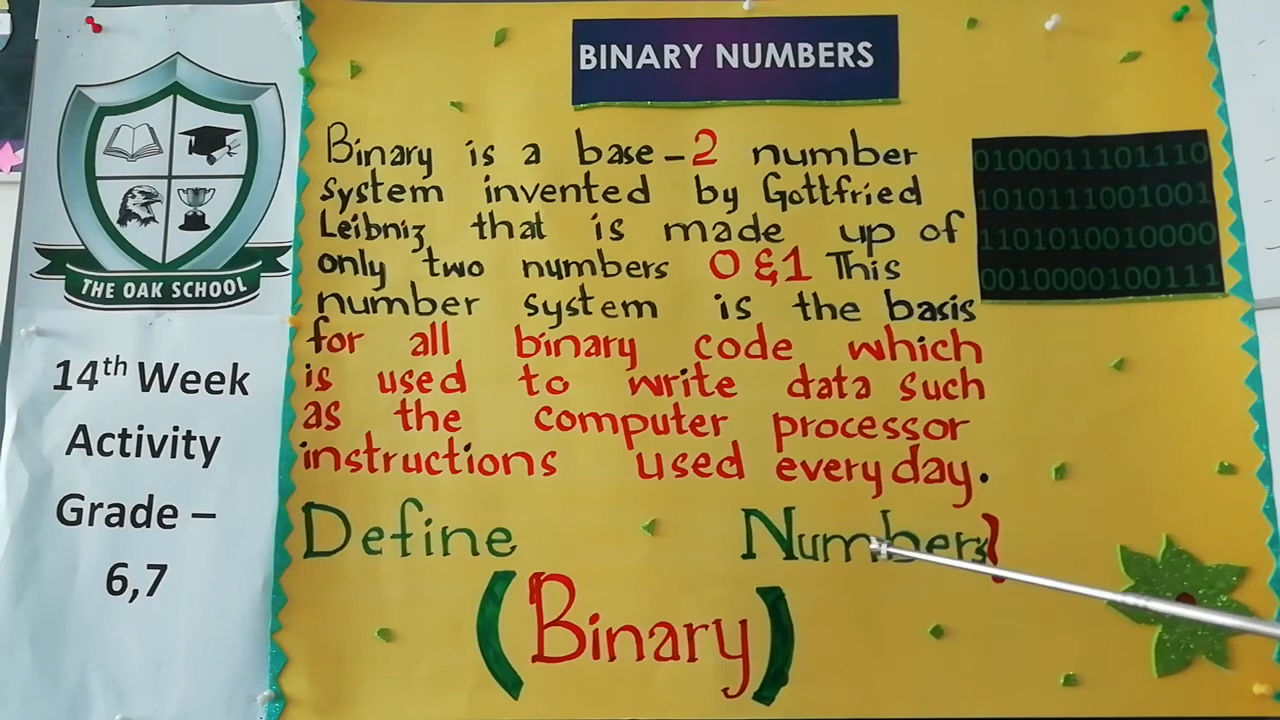 THE OAK SCHOOL
14th Week
Activity
Grade –
6,7
BINARY NUMBERS
Binary is a base-2 number
system invented by Gottfried
Leibniz that is made up of
only two numbers 0 & 1 This
number system is the basis
for all binary code which
is used to write data such
as the computer processor
instructions used everyday.
Define Numbers
(Binary)
0100011101110
1010111001001
1101010010000
0010000100111